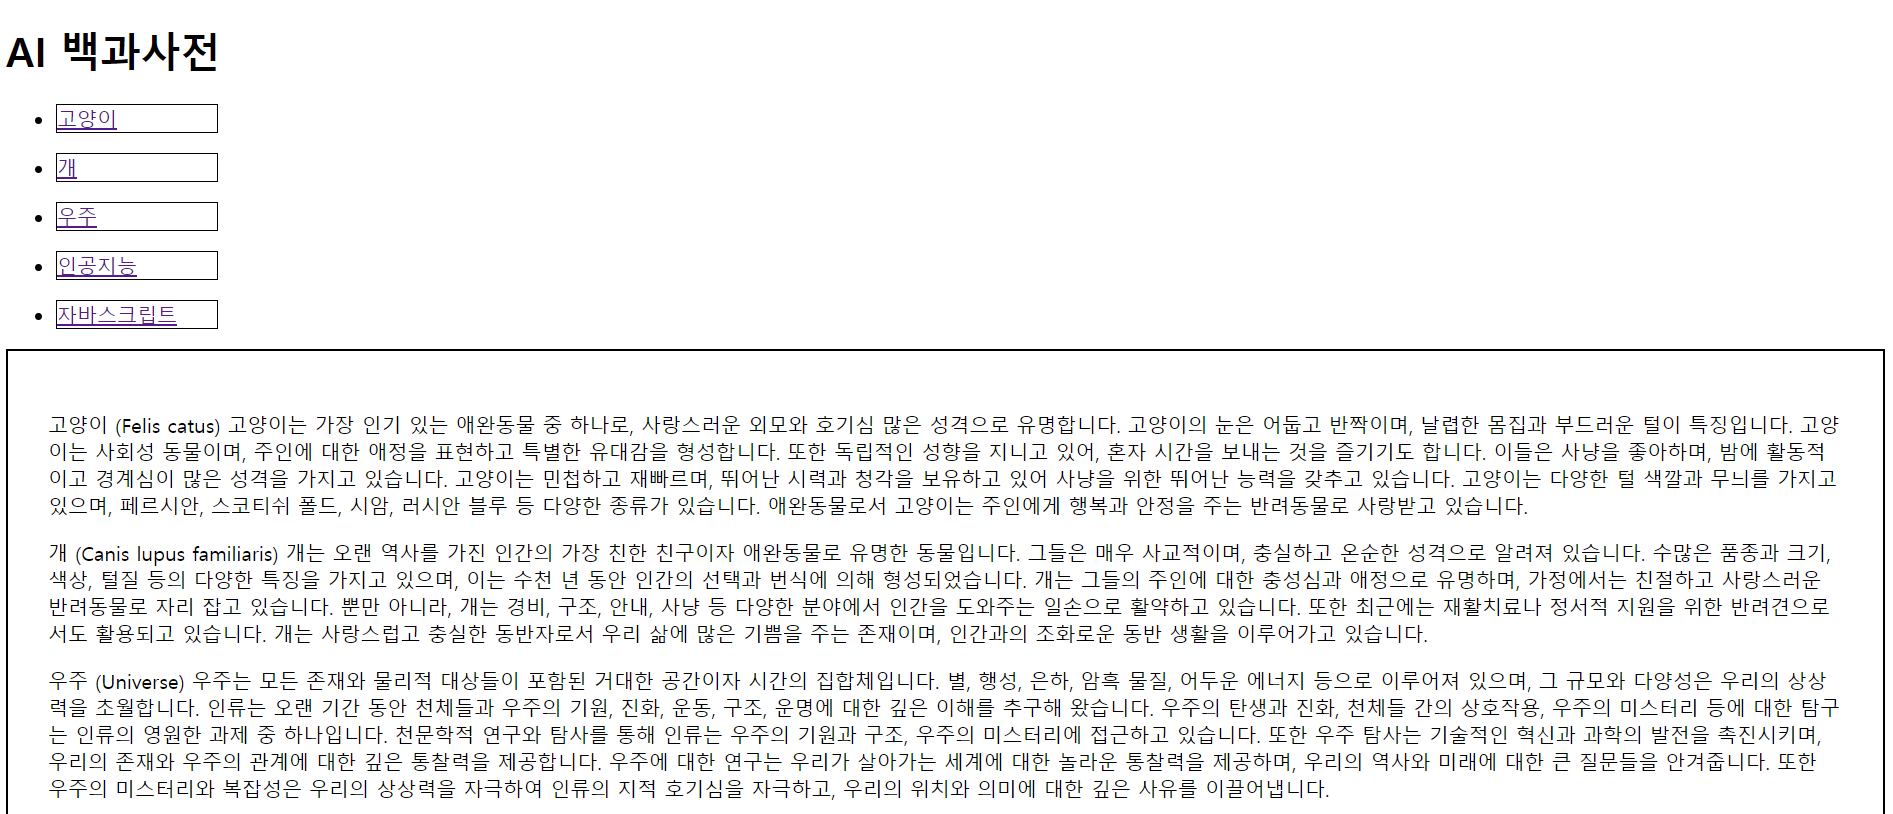 AI 백과사전
고양이
개
우주
인공지능
자바스크립트
고양이 (Felis catus) 고양이는 가장 인기 있는 애완동물 중 하나로, 사랑스러운 외모와 호기심 많은 성격으로 유명합니다. 고양이의 눈은 어둡고 반짝이며, 날렵한 몸집과 부드러운 털이 특징입니다. 고양
이는 사회성 동물이며, 주인에 대한 애정을 표현하고 특별한 유대감을 형성합니다. 또한 독립적인 성향을 지니고 있어, 혼자 시간을 보내는 것을 즐기기도 합니다. 이들은 사냥을 좋아하며, 밤에 활동적
이고 경계심이 많은 성격을 가지고 있습니다. 고양이는 민첩하고 재빠르며, 뛰어난 시력과 청각을 보유하고 있어 사냥을 위한 뛰어난 능력을 갖추고 있습니다. 고양이는 다양한 털 색깔과 무늬를 가지고
있으며, 페르시안, 스코티쉬 폴드, 시암, 러시안 블루 등 다양한 종류가 있습니다. 애완동물로서 고양이는 주인에게 행복과 안정을 주는 반려동물로 사랑받고 있습니다.
개 (Canis lupus familiaris) 개는 오랜 역사를 가진 인간의 가장 친한 친구이자 애완동물로 유명한 동물입니다. 그들은 매우 사교적이며, 충실하고 온순한 성격으로 알려져 있습니다. 수많은 품종과 크기,
색상, 털질 등의 다양한 특징을 가지고 있으며, 이는 수천 년 동안 인간의 선택과 번식에 의해 형성되었습니다. 개는 그들의 주인에 대한 충성심과 애정으로 유명하며, 가정에서는 친절하고 사랑스러운
반려동물로 자리 잡고 있습니다. 뿐만 아니라, 개는 경비, 구조, 안내, 사냥 등 다양한 분야에서 인간을 도와주는 일손으로 활약하고 있습니다. 또한 최근에는 재활치료나 정서적 지원을 위한 반려견으로
서도 활용되고 있습니다. 개는 사랑스럽고 충실한 동반자로서 우리 삶에 많은 기쁨을 주는 존재이며, 인간과의 조화로운 동반 생활을 이루어가고 있습니다.
우주 (Universe) 우주는 모든 존재와 물리적 대상들이 포함된 거대한 공간이자 시간의 집합체입니다. 별, 행성, 은하, 암흑 물질, 어두운 에너지 등으로 이루어져 있으며, 그 규모와 다양성은 우리의 상상
력을 초월합니다. 인류는 오랜 기간 동안 천체들과 우주의 기원, 진화, 운동, 구조, 운명에 대한 깊은 이해를 추구해 왔습니다. 우주의 탄생과 진화, 천체들 간의 상호작용, 우주의 미스터리 등에 대한 탐구
는 인류의 영원한 과제 중 하나입니다. 천문학적 연구와 탐사를 통해 인류는 우주의 기원과 구조, 우주의 미스터리에 접근하고 있습니다. 또한 우주 탐사는 기술적인 혁신과 과학의 발전을 촉진시키며,
우리의 존재와 우주의 관계에 대한 깊은 통찰력을 제공합니다. 우주에 대한 연구는 우리가 살아가는 세계에 대한 놀라운 통찰력을 제공하며, 우리의 역사와 미래에 대한 큰 질문들을 안겨줍니다. 또한
우주의 미스터리와 복잡성은 우리의 상상력을 자극하여 인류의 지적 호기심을 자극하고, 우리의 위치와 의미에 대한 깊은 사유를 이끌어냅니다.